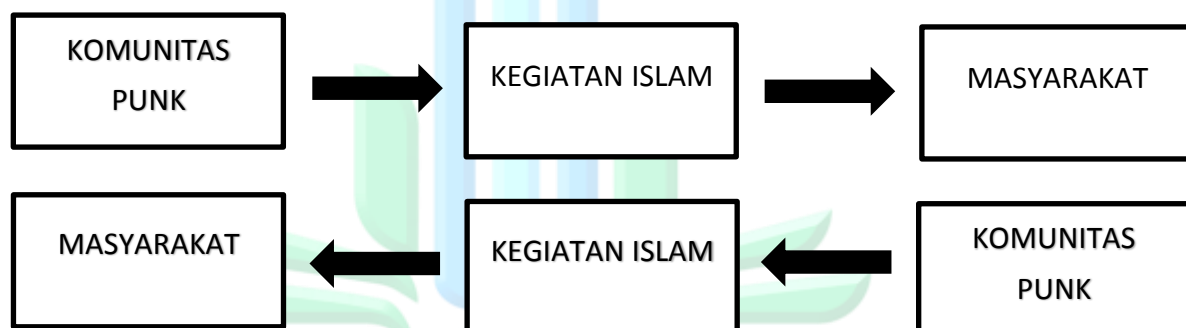 KOMUNITAS
PUNK
KEGIATAN ISLAM
MASYARAKAT
MASYARAKAT
KEGIATAN ISLAM
KOMUNITAS
PUNK